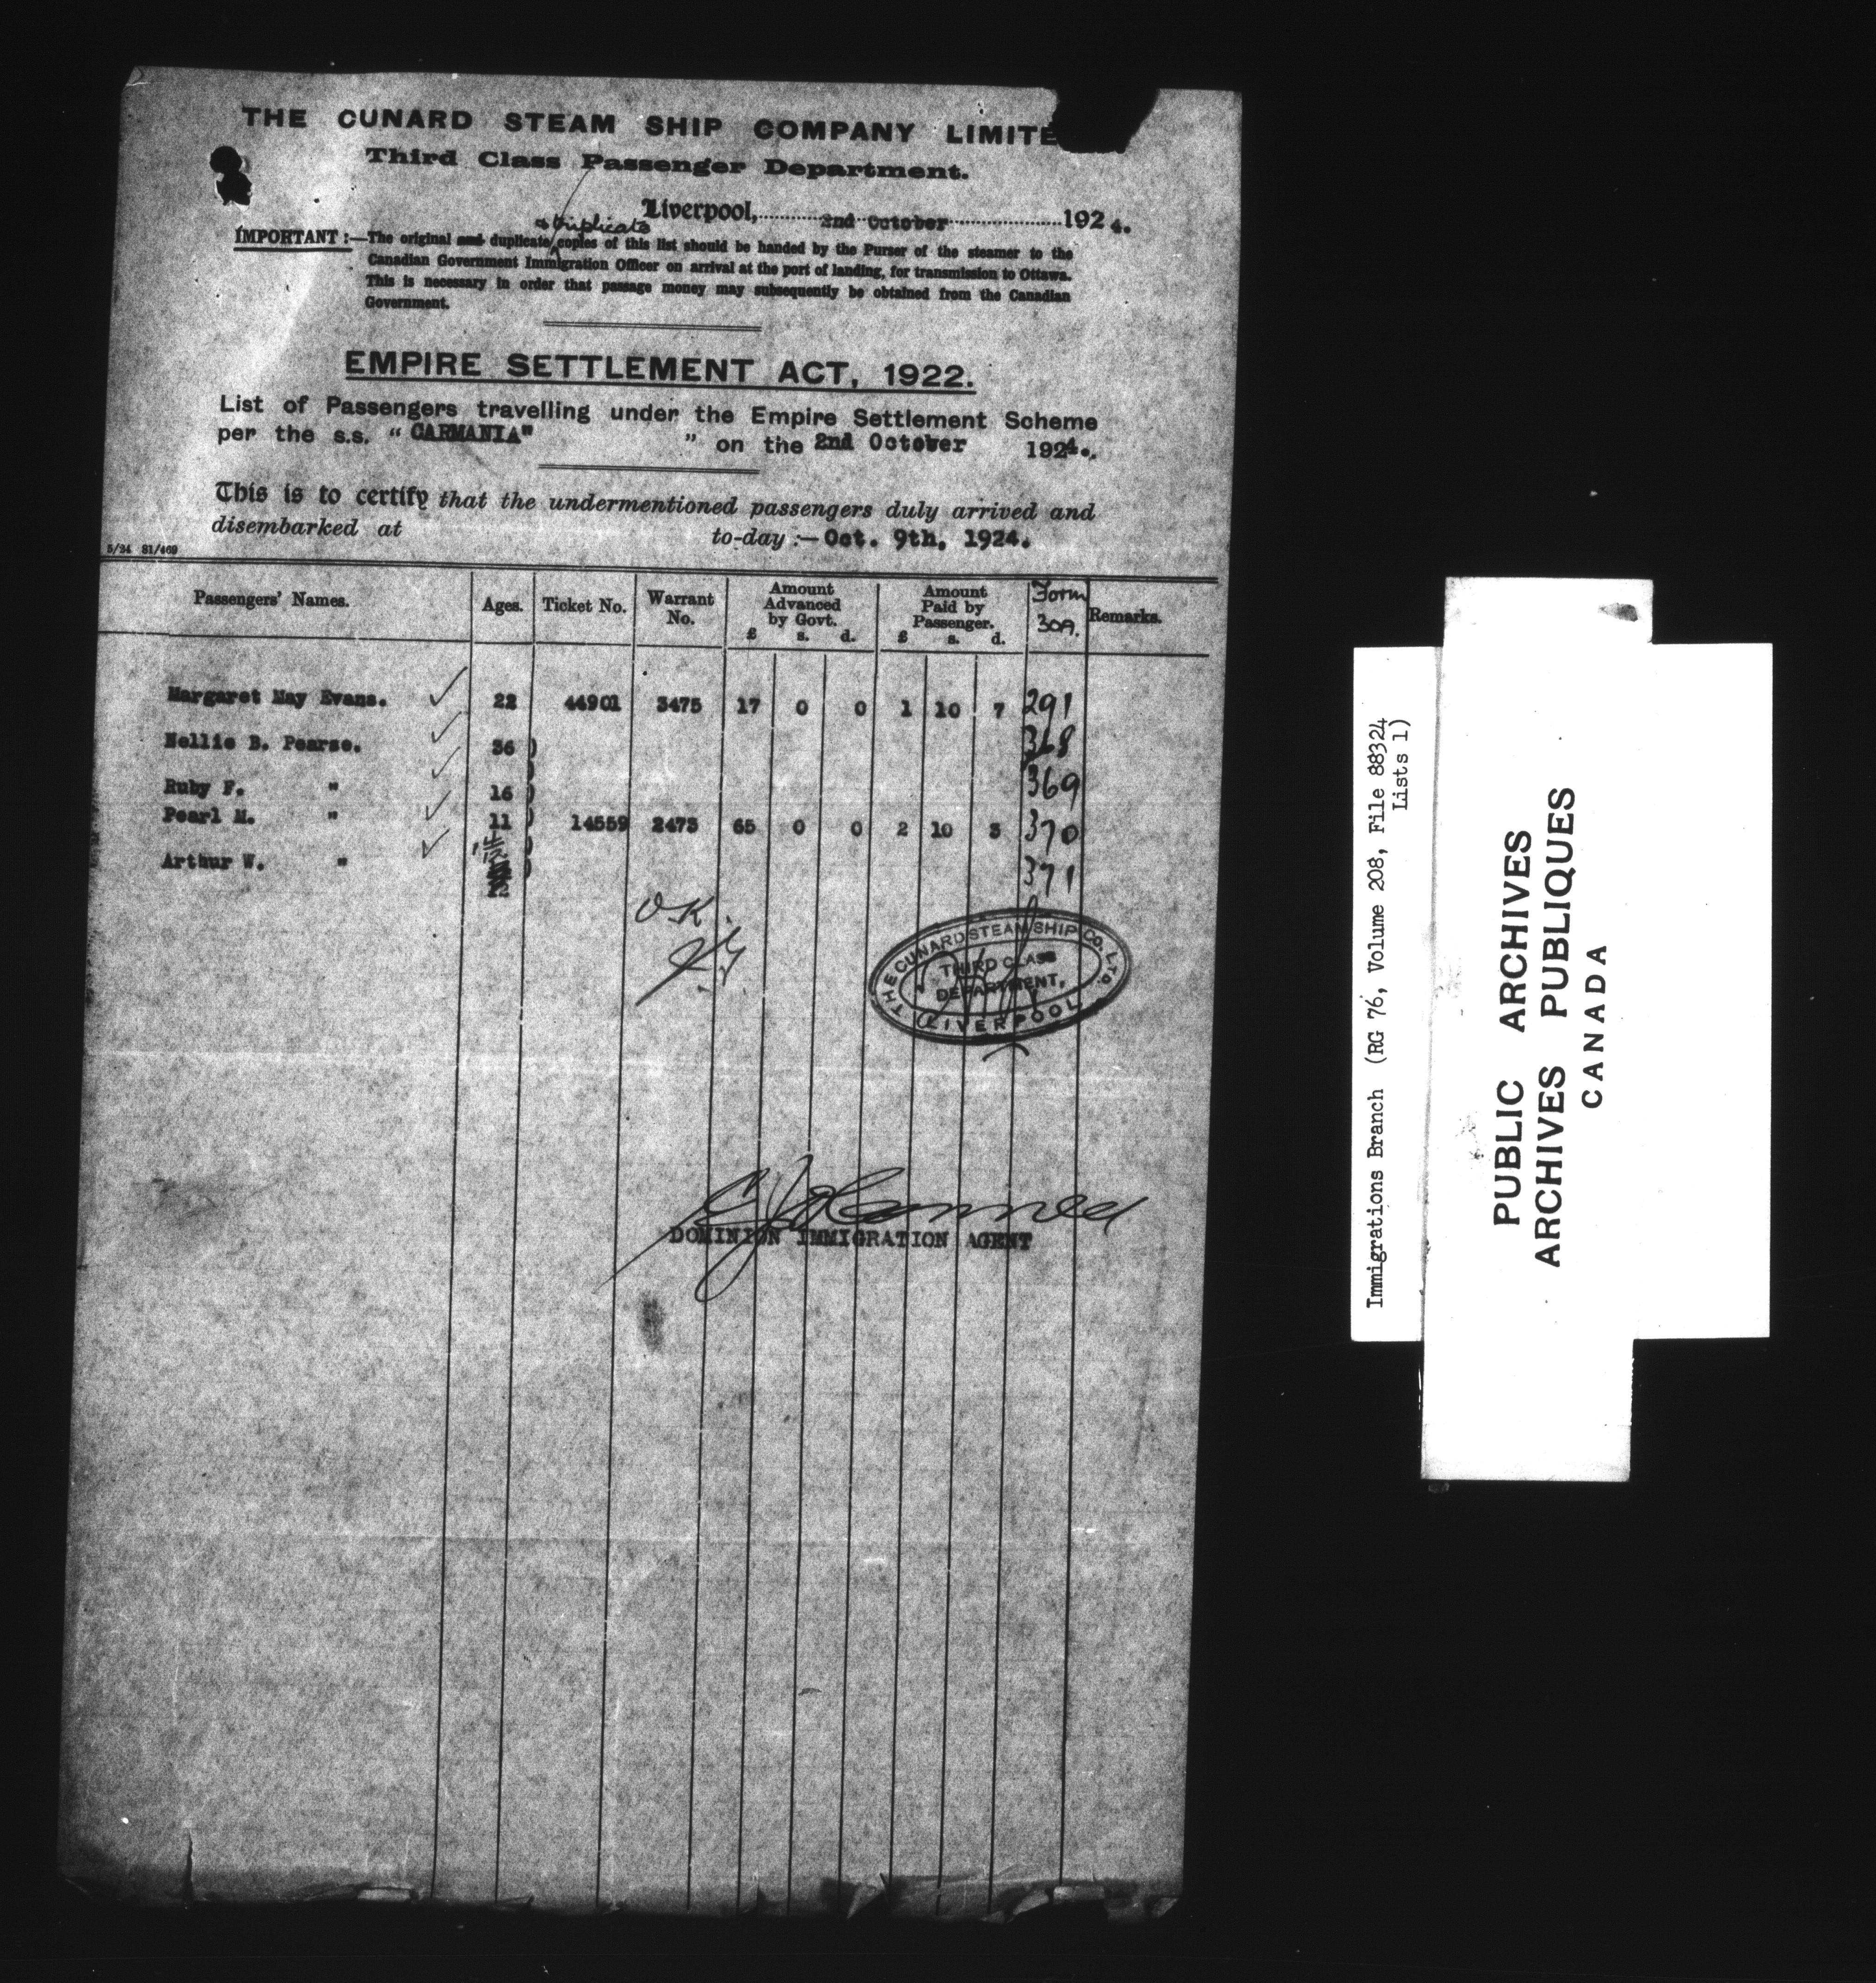 THE CUNARD STEAM SHIP COMPANY LIMITE
Third Class Passenger Department.
Liverpool, 2nd October 1924.
& triplicate
IMPORTANT :—The original and duplicate copies of this list should be handed by the Purser of the steamer to the
Canadian Government Immigration Officer on arrival at the port of landing, for transmission to Ottawa.
This is necessary in order that passage money may subsequently be obtained from the Canadian
Government.
EMPIRE SETTLEMENT ACT, 1922.
List of Passengers travelling under the Empire Settlement Scheme
per the s.s. "CARMANIA" " on the 2nd October 1924.
This is to certify that the undermentioned passengers duly arrived and
disembarked at to-day :— Oct. 9th, 1924.
5/24 81/469
Passengers' Names. Ages. Ticket No. Warrant No. Amount Advanced by Govt. £ s. d. Amount Paid by Passenger. £ s. d. Form 30A. Remarks.
Margaret May Evans. 22 44901 3475 17 0 0 1 10 7 291
Nellie B. Pearse. 36 ) 368
Ruby F. " 16 ) 369
Pearl M. " 11 ) 14559 2473 65 0 0 2 10 3 370
Arthur W. " ) 371
O.K.
THE CUNARD STEAM SHIP CO. LTD.
THIRD CLASS
DEPARTMENT,
LIVERPOOL
DOMINION IMMIGRATION AGENT
Immigrations Branch (RG 76, Volume 208, File 88324
Lists 1)
PUBLIC ARCHIVES
ARCHIVES PUBLIQUES
CANADA